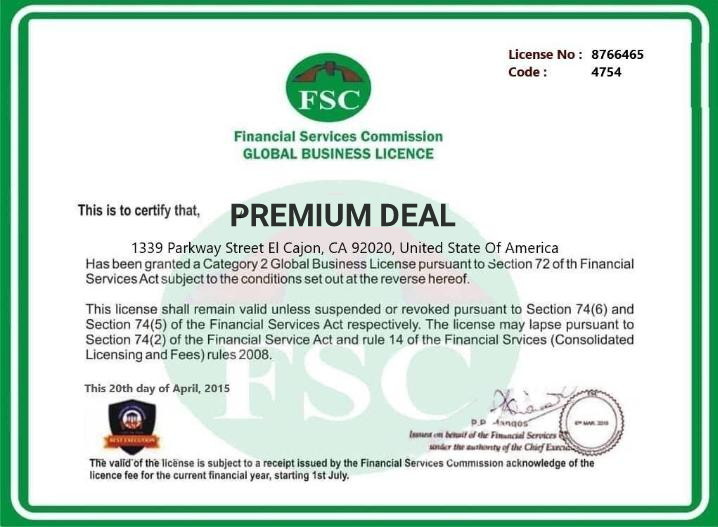 License No : 8766465
Code : 4754
FSC
Financial Services Commission
GLOBAL BUSINESS LICENCE
This is to certify that, PREMIUM DEAL
1339 Parkway Street El Cajon, CA 92020, United State Of America
Has been granted a Category 2 Global Business License pursuant to Section 72 of th Financial
Services Act subject to the conditions set out at the reverse hereof.
This license shall remain valid unless suspended or revoked pursuant to Section 74(6) and
Section 74(5) of the Financial Services Act respectively. The license may lapse pursuant to
Section 74(2) of the Financial Service Act and rule 14 of the Financial Srvices (Consolidated
Licensing and Fees) rules 2008.
FSC
This 20th day of April, 2015
BEST EXECUTION
P.P
Issued on behalf of the Financial Services
under the authority of the Chief
The valid of the license is subject to a receipt issued by the Financial Services Commission acknowledge of the
licence fee for the current financial year, starting 1st July.